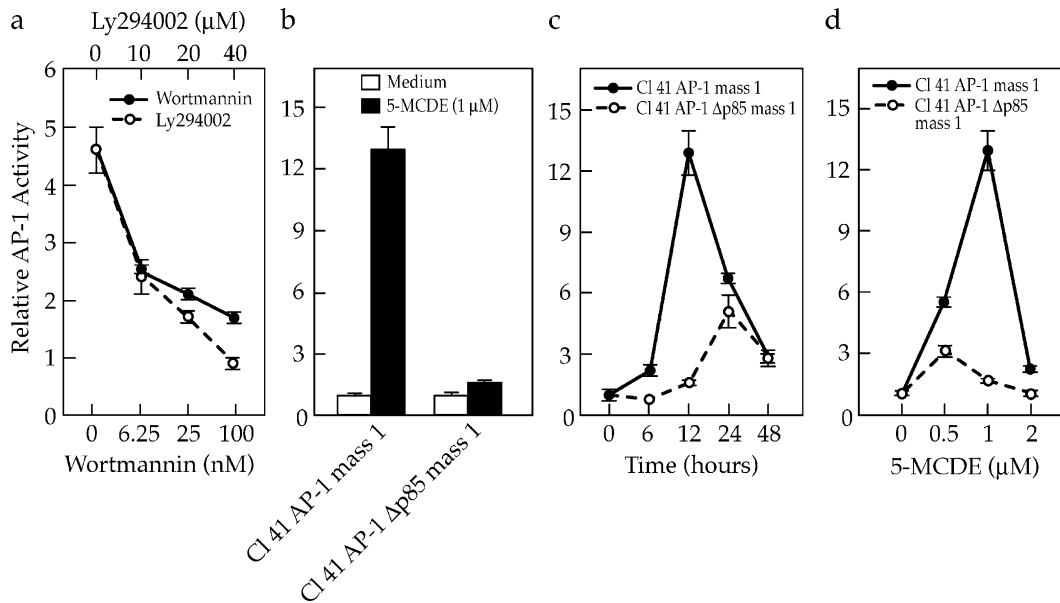 a
Ly294002 (μM)
0 10 20 40
Relative AP-1 Activity
6
5
4
3
2
1
0
Wortmannin
Ly294002
0 6.25 25 100
Wortmannin (nM)
b
15
12
9
6
3
0
Medium
5-MCDE (1 μM)
Cl 41 AP-1 mass 1
Cl 41 AP-1 Δp85 mass 1
c
15
12
9
6
3
0
Cl 41 AP-1 mass 1
Cl 41 AP-1 Δp85 mass 1
0 6 12 24 48
Time (hours)
d
15
12
9
6
3
0
Cl 41 AP-1 mass 1
Cl 41 AP-1 Δp85
mass 1
0 0.5 1 2
5-MCDE (μM)